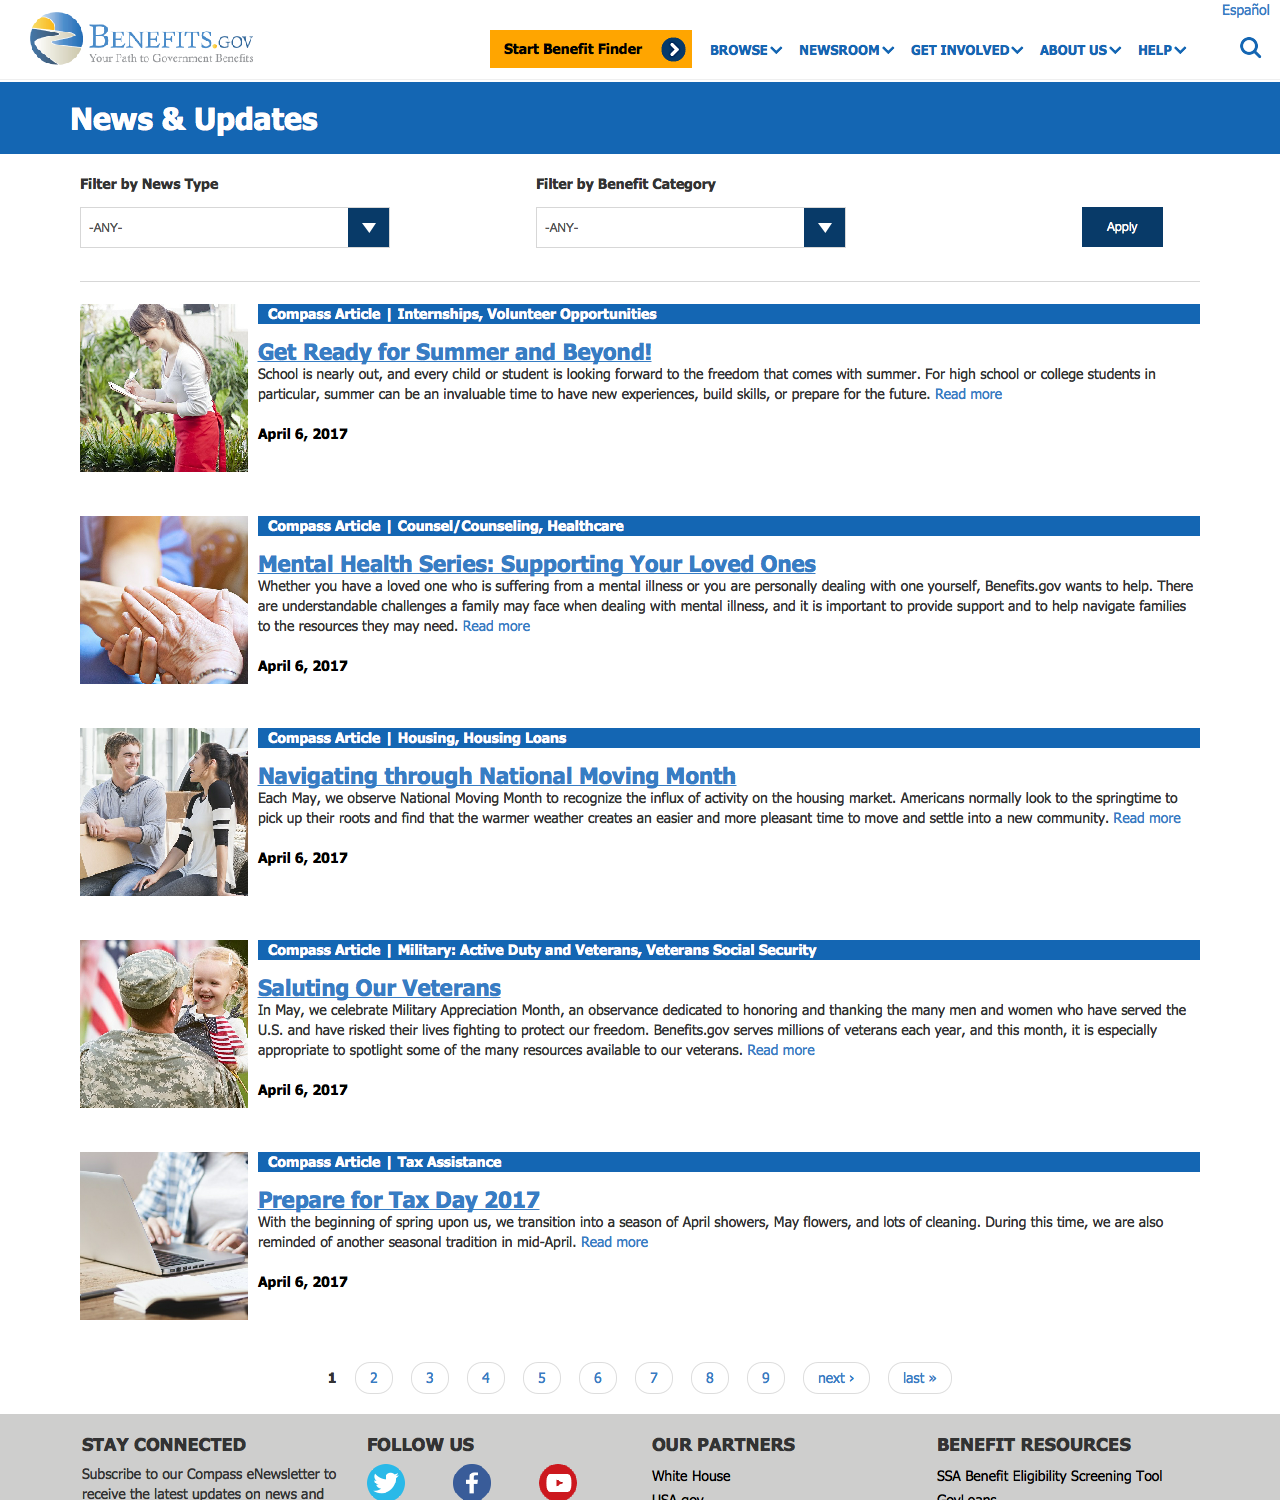 Español
BENEFITS.GOV
Your Path to Government Benefits
Start Benefit Finder
BROWSE
NEWSROOM
GET INVOLVED
ABOUT US
HELP
News & Updates
Filter by News Type
Filter by Benefit Category
-ANY-
-ANY-
Apply
Compass Article | Internships, Volunteer Opportunities
Get Ready for Summer and Beyond!
School is nearly out, and every child or student is looking forward to the freedom that comes with summer. For high school or college students in
particular, summer can be an invaluable time to have new experiences, build skills, or prepare for the future. Read more
April 6, 2017
Compass Article | Counsel/Counseling, Healthcare
Mental Health Series: Supporting Your Loved Ones
Whether you have a loved one who is suffering from a mental illness or you are personally dealing with one yourself, Benefits.gov wants to help. There
are understandable challenges a family may face when dealing with mental illness, and it is important to provide support and to help navigate families
to the resources they may need. Read more
April 6, 2017
Compass Article | Housing, Housing Loans
Navigating through National Moving Month
Each May, we observe National Moving Month to recognize the influx of activity on the housing market. Americans normally look to the springtime to
pick up their roots and find that the warmer weather creates an easier and more pleasant time to move and settle into a new community. Read more
April 6, 2017
Compass Article | Military: Active Duty and Veterans, Veterans Social Security
Saluting Our Veterans
In May, we celebrate Military Appreciation Month, an observance dedicated to honoring and thanking the many men and women who have served the
U.S. and have risked their lives fighting to protect our freedom. Benefits.gov serves millions of veterans each year, and this month, it is especially
appropriate to spotlight some of the many resources available to our veterans. Read more
April 6, 2017
Compass Article | Tax Assistance
Prepare for Tax Day 2017
With the beginning of spring upon us, we transition into a season of April showers, May flowers, and lots of cleaning. During this time, we are also
reminded of another seasonal tradition in mid-April. Read more
April 6, 2017
1 2 3 4 5 6 7 8 9 next › last »
STAY CONNECTED
Subscribe to our Compass eNewsletter to
receive the latest updates on news and
FOLLOW US
OUR PARTNERS
White House
USA.gov
BENEFIT RESOURCES
SSA Benefit Eligibility Screening Tool
GovLoans